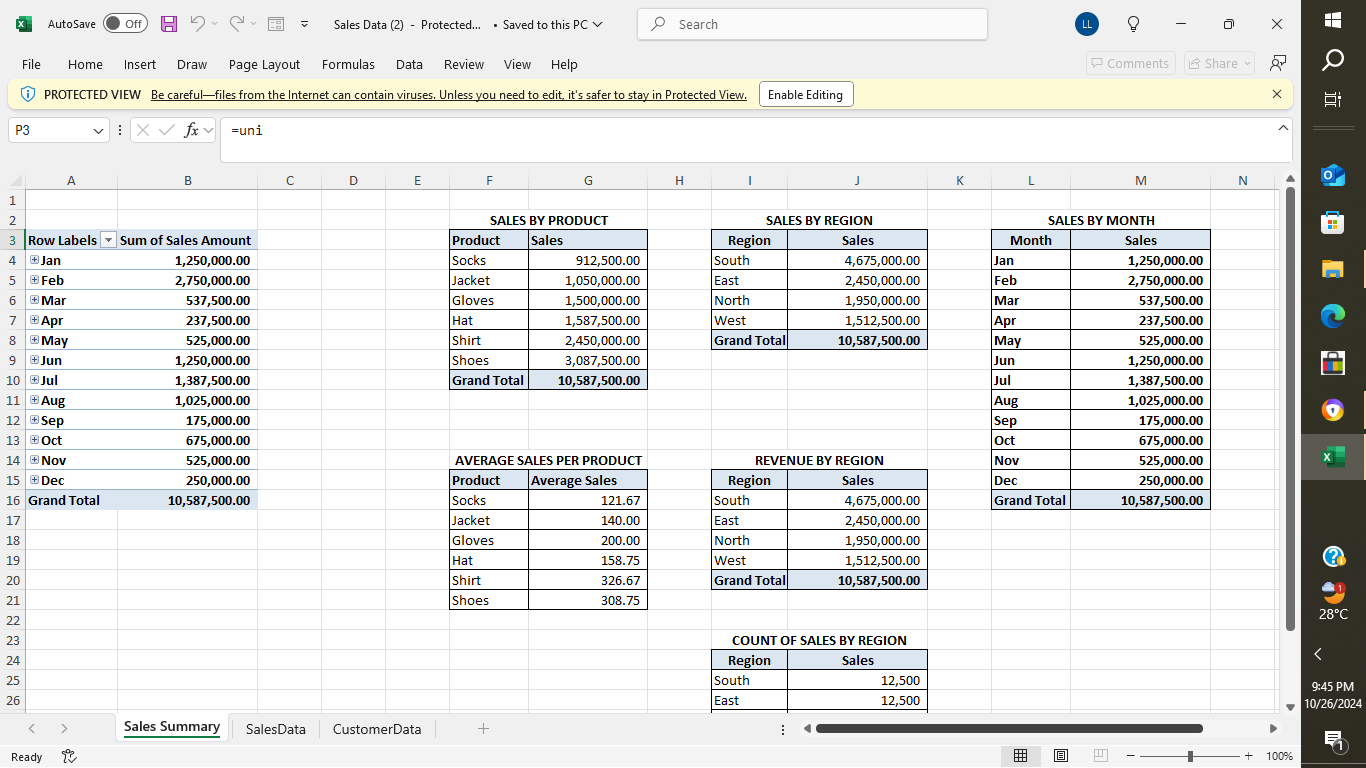 AutoSave Off Sales Data (2) - Protected... • Saved to this PC Search LL
File Home Insert Draw Page Layout Formulas Data Review View Help Comments Share
PROTECTED VIEW Be careful—files from the Internet can contain viruses. Unless you need to edit, it's safer to stay in Protected View. Enable Editing
P3 fx =uni
A B C D E F G H I J K L M N
1
2 SALES BY PRODUCT SALES BY REGION SALES BY MONTH
3 Row Labels Sum of Sales Amount Product Sales Region Sales Month Sales
4 Jan 1,250,000.00 Socks 912,500.00 South 4,675,000.00 Jan 1,250,000.00
5 Feb 2,750,000.00 Jacket 1,050,000.00 East 2,450,000.00 Feb 2,750,000.00
6 Mar 537,500.00 Gloves 1,500,000.00 North 1,950,000.00 Mar 537,500.00
7 Apr 237,500.00 Hat 1,587,500.00 West 1,512,500.00 Apr 237,500.00
8 May 525,000.00 Shirt 2,450,000.00 Grand Total 10,587,500.00 May 525,000.00
9 Jun 1,250,000.00 Shoes 3,087,500.00 Jun 1,250,000.00
10 Jul 1,387,500.00 Grand Total 10,587,500.00 Jul 1,387,500.00
11 Aug 1,025,000.00 Aug 1,025,000.00
12 Sep 175,000.00 Sep 175,000.00
13 Oct 675,000.00 Oct 675,000.00
14 Nov 525,000.00 AVERAGE SALES PER PRODUCT REVENUE BY REGION Nov 525,000.00
15 Dec 250,000.00 Product Average Sales Region Sales Dec 250,000.00
16 Grand Total 10,587,500.00 Socks 121.67 South 4,675,000.00 Grand Total 10,587,500.00
17 Jacket 140.00 East 2,450,000.00
18 Gloves 200.00 North 1,950,000.00
19 Hat 158.75 West 1,512,500.00
20 Shirt 326.67 Grand Total 10,587,500.00
21 Shoes 308.75
22
23 COUNT OF SALES BY REGION
24 Region Sales
25 South 12,500
26 East 12,500
Sales Summary SalesData CustomerData
Ready 100%
1
28°C
9:45 PM
10/26/2024
1